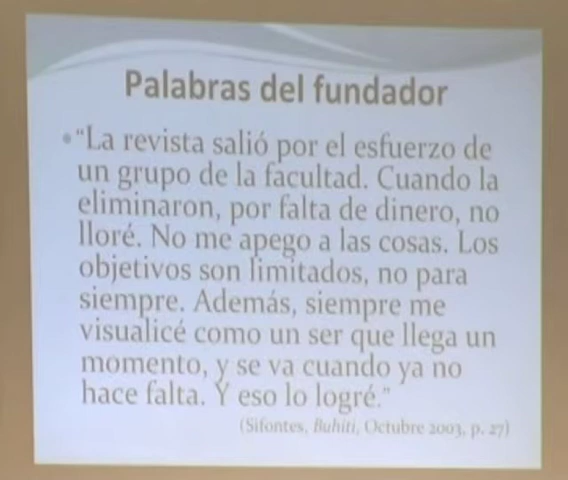 Palabras del fundador
•“La revista salió por el esfuerzo de
un grupo de la facultad. Cuando la
eliminaron, por falta de dinero, no
lloré. No me apego a las cosas. Los
objetivos son limitados, no para
siempre. Además, siempre me
visualicé como un ser que llega un
momento, y se va cuando ya no
hace falta. Y eso lo logré.”
(Sifontes, Buhiti, Octubre 2003, p. 27)